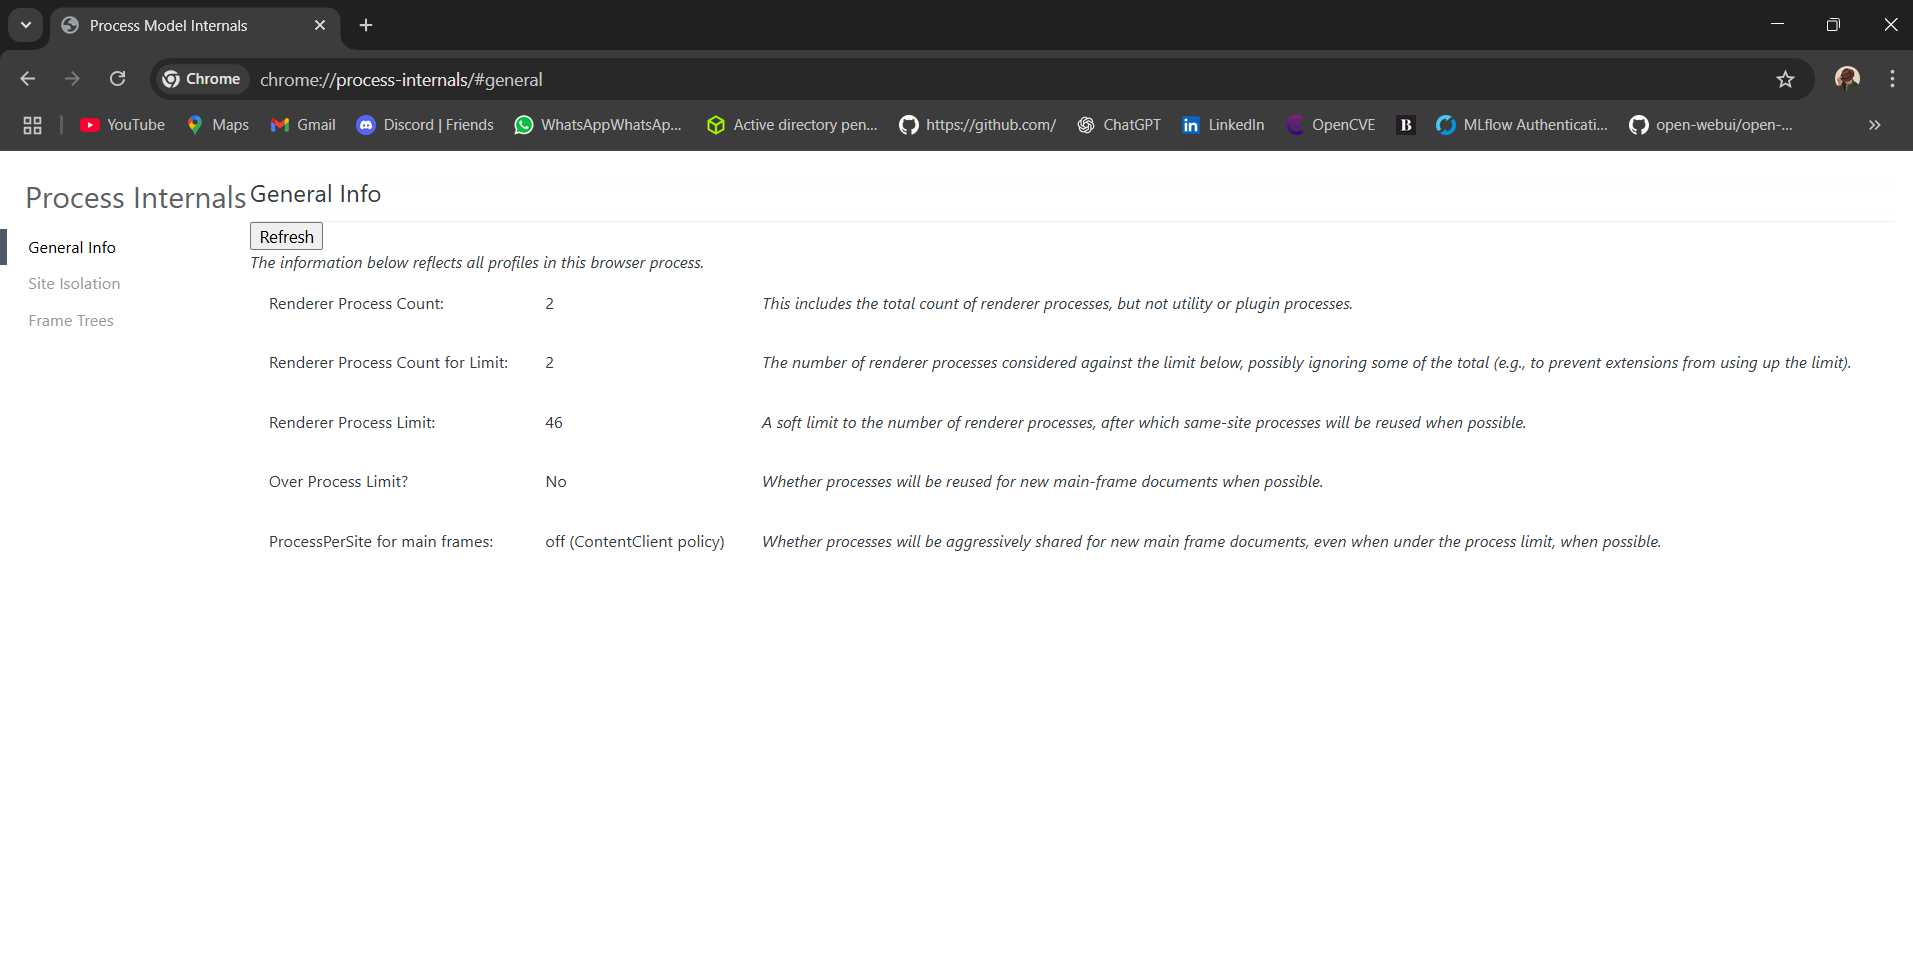 Process Model Internals
Chrome chrome://process-internals/#general
YouTube Maps Gmail Discord | Friends WhatsAppWhatsAp... Active directory pen... https://github.com/ ChatGPT in LinkedIn OpenCVE B MLflow Authenticati... open-webui/open-... »
Process Internals
General Info
Site Isolation
Frame Trees
General Info
Refresh
The information below reflects all profiles in this browser process.
Renderer Process Count: 2 This includes the total count of renderer processes, but not utility or plugin processes.
Renderer Process Count for Limit: 2 The number of renderer processes considered against the limit below, possibly ignoring some of the total (e.g., to prevent extensions from using up the limit).
Renderer Process Limit: 46 A soft limit to the number of renderer processes, after which same-site processes will be reused when possible.
Over Process Limit? No Whether processes will be reused for new main-frame documents when possible.
ProcessPerSite for main frames: off (ContentClient policy) Whether processes will be aggressively shared for new main frame documents, even when under the process limit, when possible.